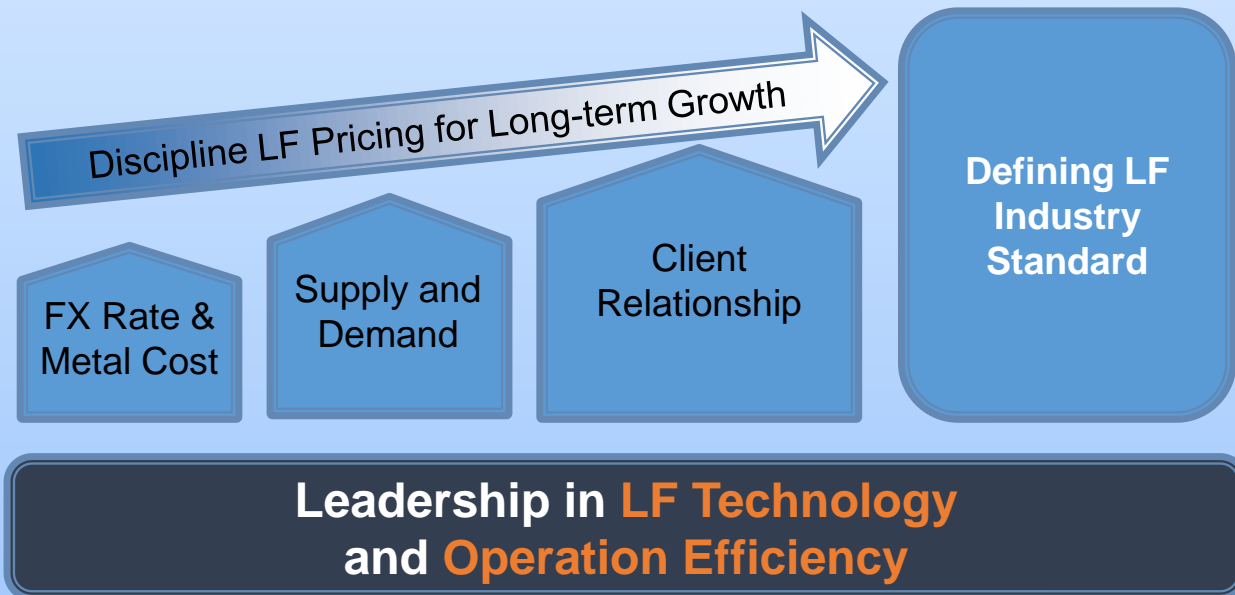 Discipline LF Pricing for Long-term Growth
FX Rate &
Metal Cost
Supply and
Demand
Client
Relationship
Defining LF
Industry
Standard
Leadership in LF Technology
and Operation Efficiency